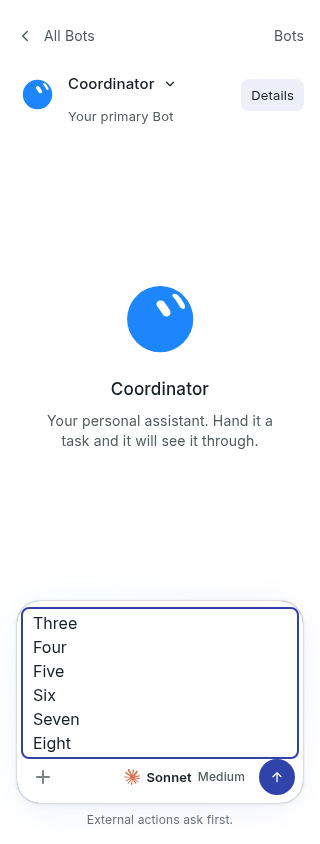 All Bots
Bots
Coordinator
Your primary Bot
Details
Coordinator
Your personal assistant. Hand it a
task and it will see it through.
Three
Four
Five
Six
Seven
Eight
Sonnet Medium
External actions ask first.